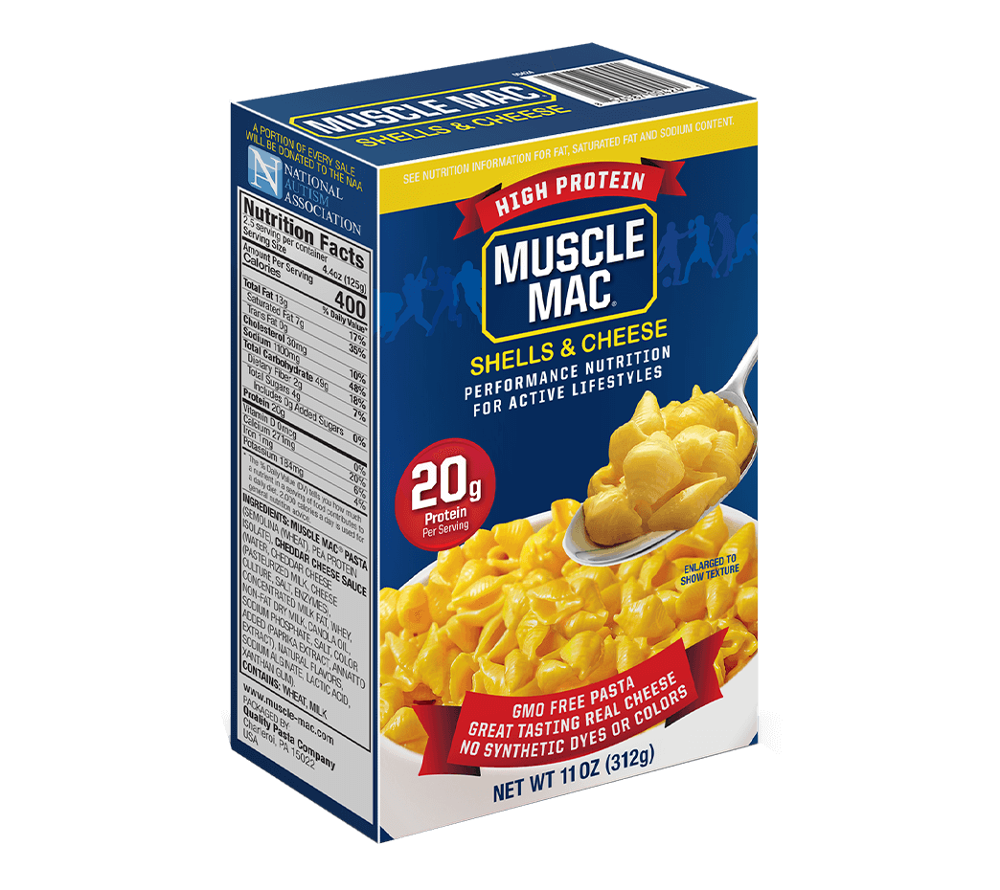 MUSCLE MAC®
SHELLS & CHEESE
A PORTION OF EVERY SALE
WILL BE DONATED TO THE NAA
N
NATIONAL
AUTISM
ASSOCIATION
Nutrition Facts
2.5 serving per container
Serving Size 4.4oz (125g)
Amount Per Serving
Calories 400
% Daily Value*
Total Fat 13g 17%
Saturated Fat 7g 35%
Trans Fat 0g
Cholesterol 30mg 10%
Sodium 1100mg 48%
Total Carbohydrate 49g 18%
Dietary Fiber 2g 7%
Total Sugars 4g
Includes 0g Added Sugars 0%
Protein 20g
Vitamin D 0mcg 0%
Calcium 271mg 20%
Iron 1mg 6%
Potassium 184mg 4%
* The % Daily Value (DV) tells you how much
a nutrient in a serving of food contributes to
a daily diet. 2,000 calories a day is used for
general nutrition advice.
INGREDIENTS: MUSCLE MAC® PASTA
(SEMOLINA (WHEAT), PEA PROTEIN
ISOLATE), CHEDDAR CHEESE SAUCE
(WATER, CHEDDAR CHEESE
(PASTEURIZED MILK, CHEESE
CULTURE, SALT, ENZYMES),
CONCENTRATED MILK FAT, WHEY,
NON-FAT DRY MILK, CANOLA OIL,
SODIUM PHOSPHATE, SALT, COLOR
ADDED (PAPRIKA EXTRACT, ANNATTO
EXTRACT), NATURAL FLAVORS,
SODIUM ALGINATE, LACTIC ACID,
XANTHAN GUM)
CONTAINS: WHEAT, MILK
www.muscle-mac.com
PACKAGED BY:
Quality Pasta Company
Charleroi, PA 15022
USA
SEE NUTRITION INFORMATION FOR FAT, SATURATED FAT AND SODIUM CONTENT.
HIGH PROTEIN
MUSCLE
MAC®
SHELLS & CHEESE
PERFORMANCE NUTRITION
FOR ACTIVE LIFESTYLES
20g
Protein
Per Serving
ENLARGED TO
SHOW TEXTURE
GMO FREE PASTA
GREAT TASTING REAL CHEESE
NO SYNTHETIC DYES OR COLORS
NET WT 11 OZ (312g)